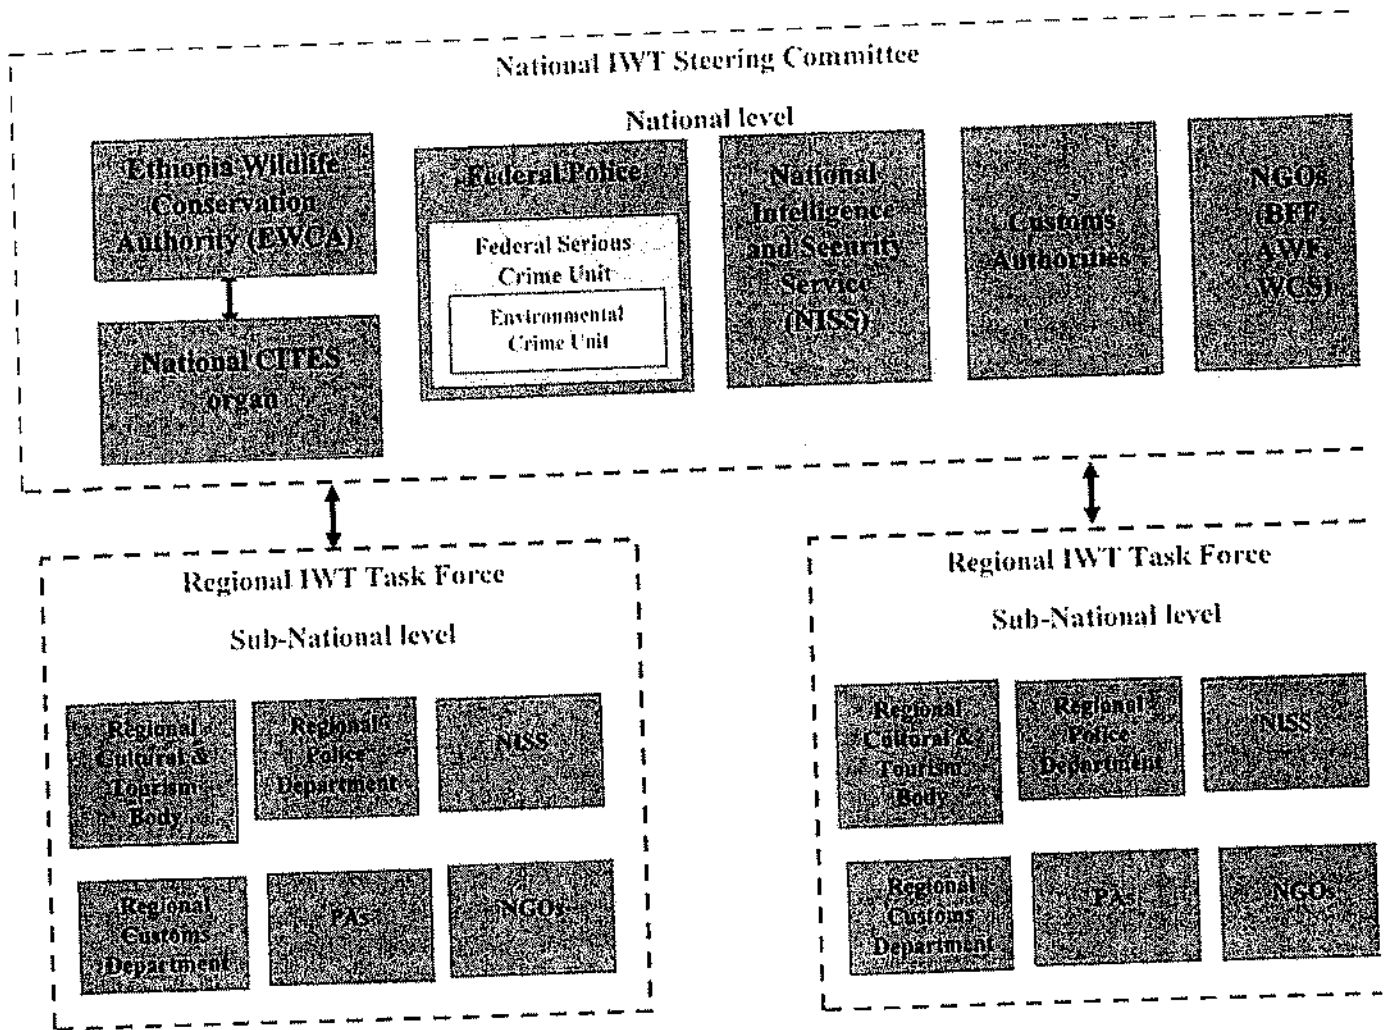 National IWT Steering Committee
National level
Ethiopia Wildlife
Conservation
Authority (EWCA)
National CITES
organ
Federal Police
Federal Serious
Crime Unit
Environmental
Crime Unit
National
Intelligence
and Security
Service
(NISS)
Customs
Authorities
NGOs
(BFF,
AWF,
WCS)
Regional IWT Task Force
Sub-National level
Regional
Cultural &
Tourism
Body
Regional
Police
Department
NISS
Regional
Customs
Department
PAs
NGOs
Regional IWT Task Force
Sub-National level
Regional
Cultural &
Tourism
Body
Regional
Police
Department
NISS
Regional
Customs
Department
PAs
NGOs